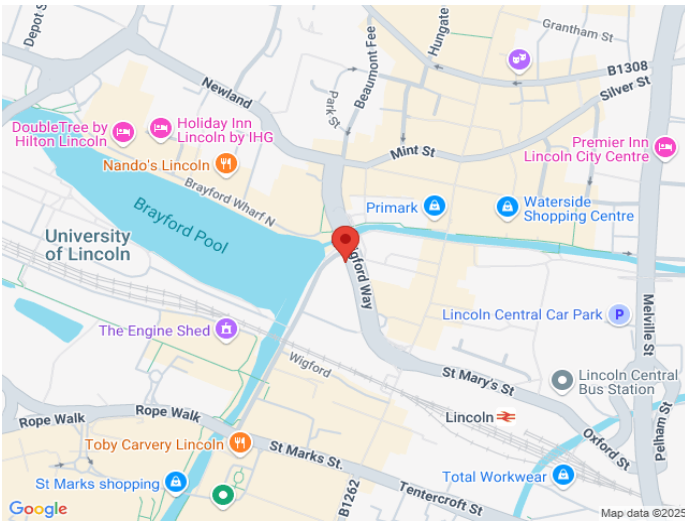 Depot St
Grantham St
Hungate
Beaumont Fee
B1308
Newland
Park St
Silver St
DoubleTree by
Hilton Lincoln
Holiday Inn
Lincoln by IHG
Mint St
Premier Inn
Lincoln City Centre
Nando's Lincoln
Brayford Wharf N
Primark
Waterside
Shopping Centre
Brayford Pool
University
of Lincoln
Wigford Way
Melville St
Lincoln Central Car Park
P
The Engine Shed
Wigford
St Mary's St
Lincoln Central
Bus Station
Rope Walk
Rope Walk
Lincoln
Oxford St
Pelham St
Toby Carvery Lincoln
St Marks St.
St Marks shopping
Total Workwear
Tentercroft St
B1262
Google
Map data ©2025